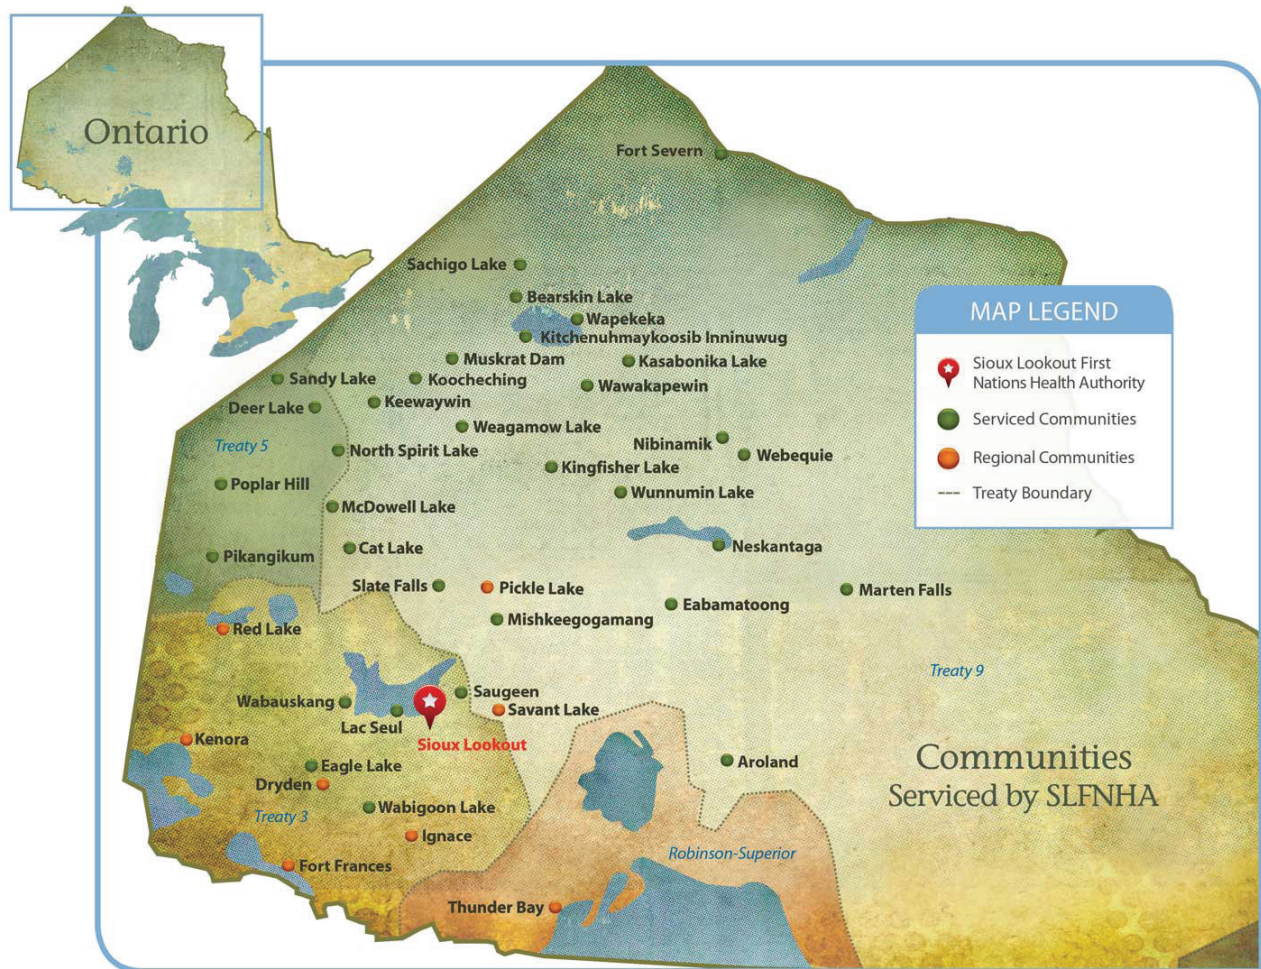 Ontario
Fort Severn
Sachigo Lake
Bearskin Lake
Wapekeka
Kitchenuhmaykoosib Inninuwug
Muskrat Dam
Kasabonika Lake
Sandy Lake
Koocheching
Wawakapewin
Deer Lake
Keewaywin
Weagamow Lake
Treaty 5
North Spirit Lake
Nibinamik
Webequie
Kingfisher Lake
Poplar Hill
Wunnumin Lake
McDowell Lake
Cat Lake
Neskantaga
Pikangikum
Slate Falls
Pickle Lake
Marten Falls
Eabamatoong
Mishkeegogamang
Red Lake
Treaty 9
Saugeen
Wabauskang
Savant Lake
Lac Seul
Kenora
Sioux Lookout
Aroland
Eagle Lake
Dryden
Wabigoon Lake
Treaty 3
Ignace
Robinson-Superior
Fort Frances
Thunder Bay
MAP LEGEND
Sioux Lookout First
Nations Health Authority
Serviced Communities
Regional Communities
Treaty Boundary
Communities
Serviced by SLFNHA